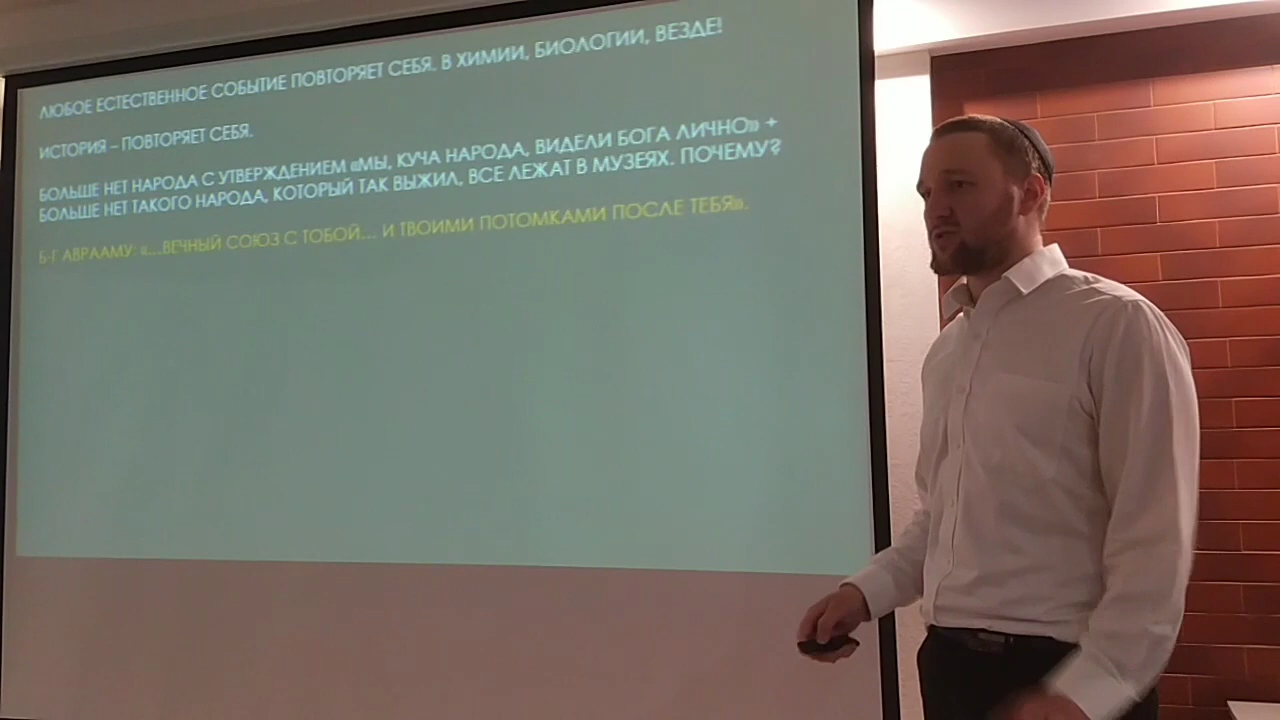 ЛЮБОЕ ЕСТЕСТВЕННОЕ СОБЫТИЕ ПОВТОРЯЕТ СЕБЯ. В ХИМИИ, БИОЛОГИИ, ВЕЗДЕ!
ИСТОРИЯ – ПОВТОРЯЕТ СЕБЯ.
БОЛЬШЕ НЕТ НАРОДА С УТВЕРЖДЕНИЕМ «МЫ, КУЧА НАРОДА, ВИДЕЛИ БОГА ЛИЧНО» +
БОЛЬШЕ НЕТ ТАКОГО НАРОДА, КОТОРЫЙ ТАК ВЫЖИЛ, ВСЕ ЛЕЖАТ В МУЗЕЯХ. ПОЧЕМУ?
Б-Г АВРААМУ: «...ВЕЧНЫЙ СОЮЗ С ТОБОЙ... И ТВОИМИ ПОТОМКАМИ ПОСЛЕ ТЕБЯ».